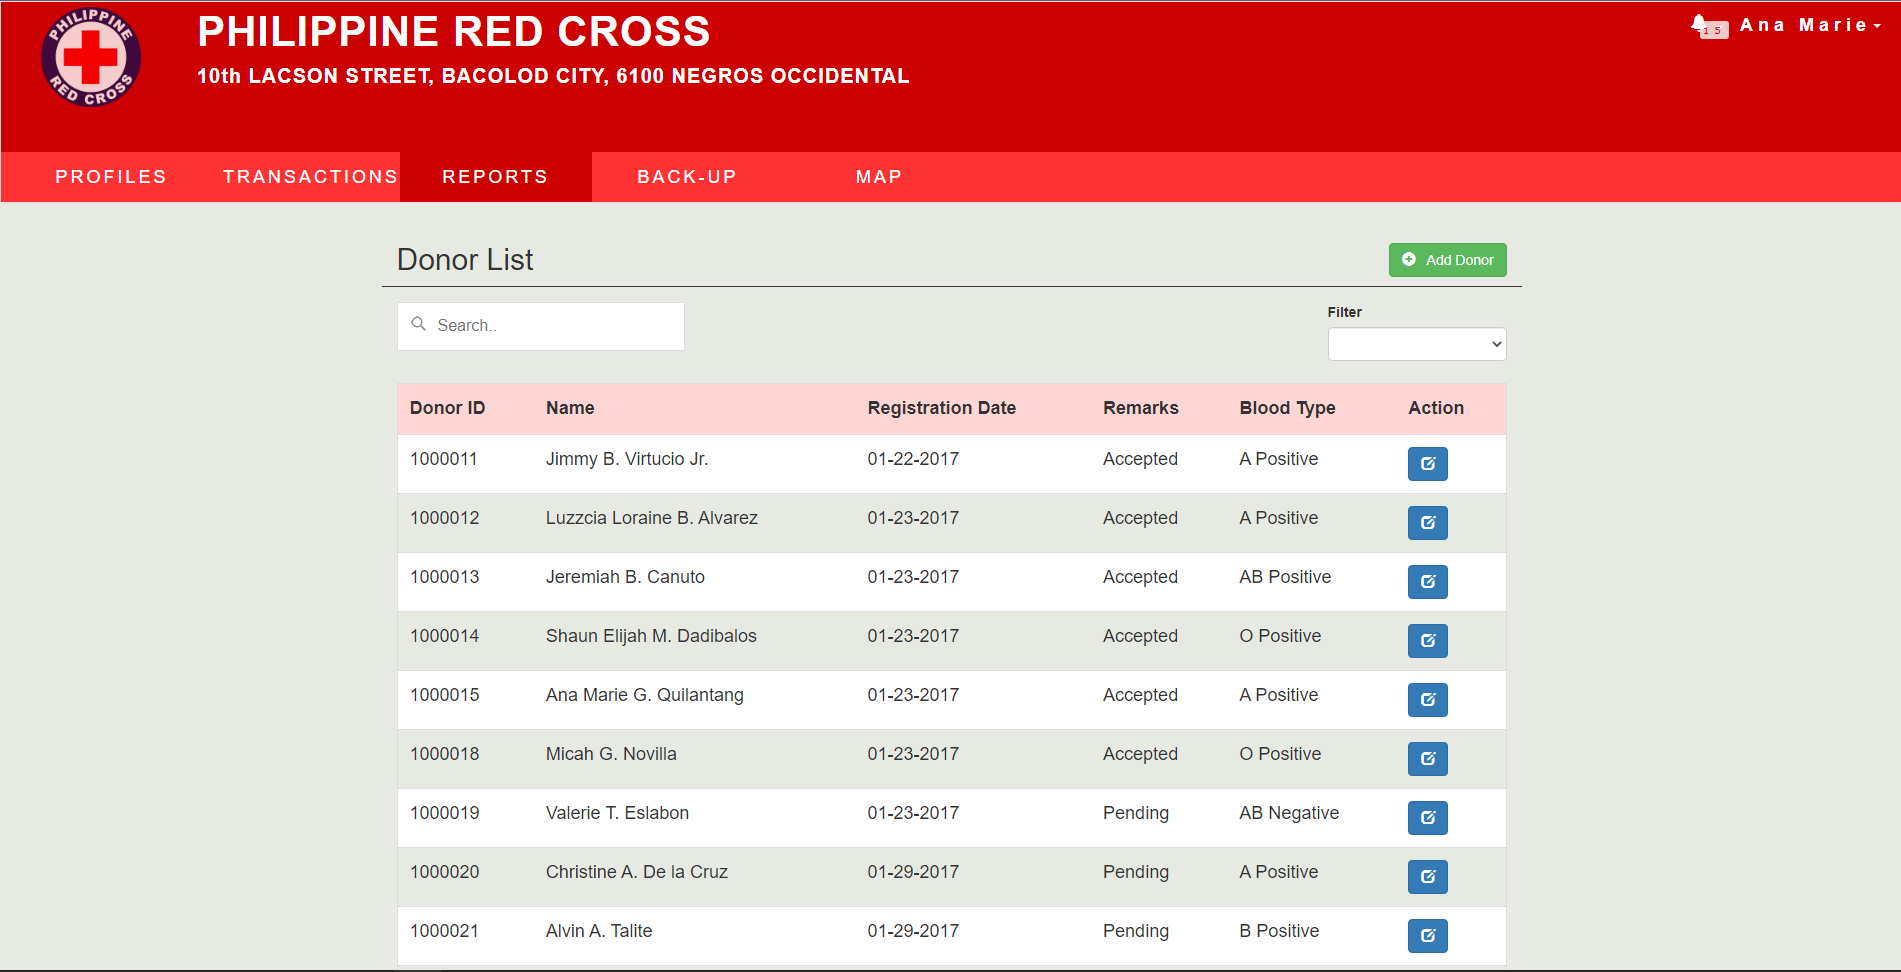 PHILIPPINE RED CROSS
PHILIPPINE RED CROSS
10th LACSON STREET, BACOLOD CITY, 6100 NEGROS OCCIDENTAL
15 Ana Marie
PROFILES TRANSACTIONS REPORTS BACK-UP MAP
Donor List Add Donor
Filter
Search..
Donor ID Name Registration Date Remarks Blood Type Action
1000011 Jimmy B. Virtucio Jr. 01-22-2017 Accepted A Positive
1000012 Luzzcia Loraine B. Alvarez 01-23-2017 Accepted A Positive
1000013 Jeremiah B. Canuto 01-23-2017 Accepted AB Positive
1000014 Shaun Elijah M. Dadibalos 01-23-2017 Accepted O Positive
1000015 Ana Marie G. Quilantang 01-23-2017 Accepted A Positive
1000018 Micah G. Novilla 01-23-2017 Accepted O Positive
1000019 Valerie T. Eslabon 01-23-2017 Pending AB Negative
1000020 Christine A. De la Cruz 01-29-2017 Pending A Positive
1000021 Alvin A. Talite 01-29-2017 Pending B Positive